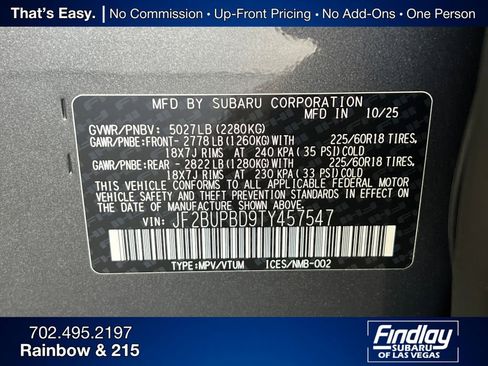 That's Easy. | No Commission • Up-Front Pricing • No Add-Ons • One Person
MFD BY SUBARU CORPORATION
MFD IN 10/25
GVWR/PNBV: 5027LB(2280KG)
GAWR/PNBE:FRONT- 2778LB(1260KG)WITH 225/60R18 TIRES,
18X7J RIMS AT 240 KPA(35 PSI)COLD
GAWR/PNBE:REAR - 2822LB(1280KG)WITH 225/60R18 TIRES,
18X7J RIMS AT 230 KPA(33 PSI)COLD
THIS VEHICLE CONFORMS TO ALL APPLICABLE FEDERAL MOTOR
VEHICLE SAFETY AND THEFT PREVENTION STANDARDS IN EFFECT
ON THE DATE OF MANUFACTURE SHOWN ABOVE.
VIN: JF2BUPBD9TY457547
TYPE:MPV/VTUM ICES/NMB-002
702.495.2197
Rainbow & 215
Findlay
SUBARU
OF LAS VEGAS